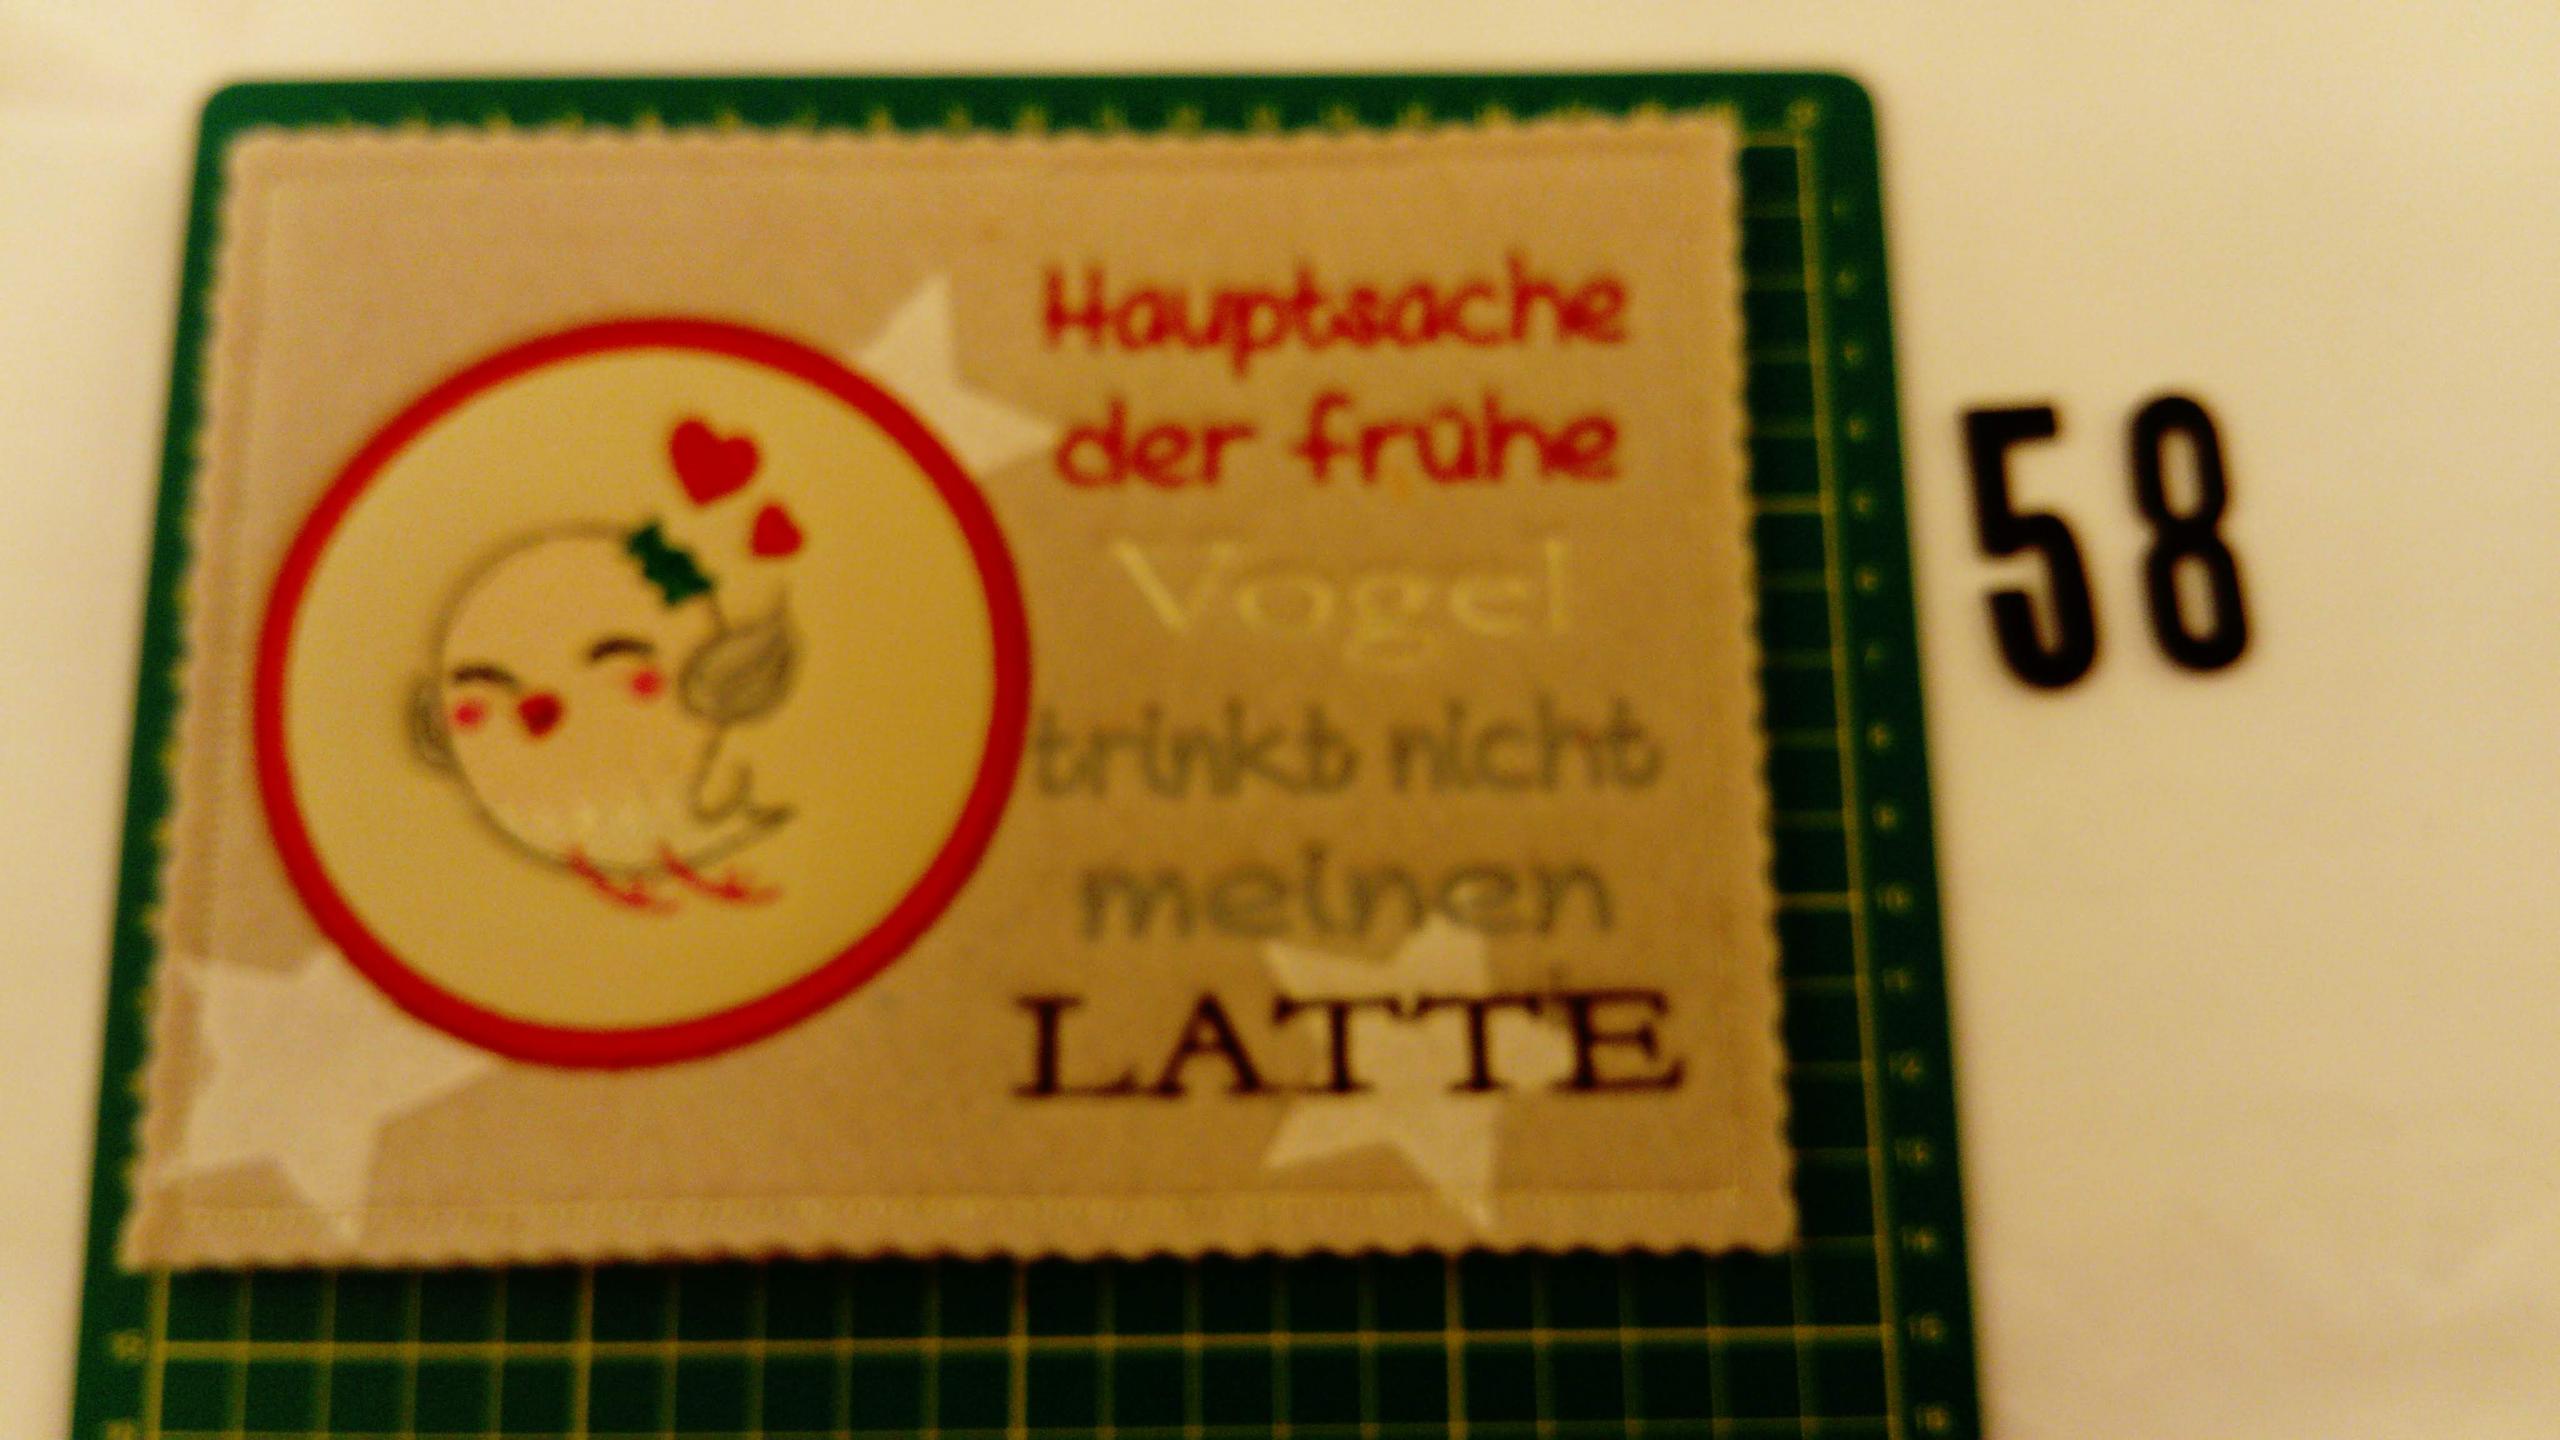 Hauptsache
der frühe
Vogel
trinkt nicht
meinen
LATTE
58